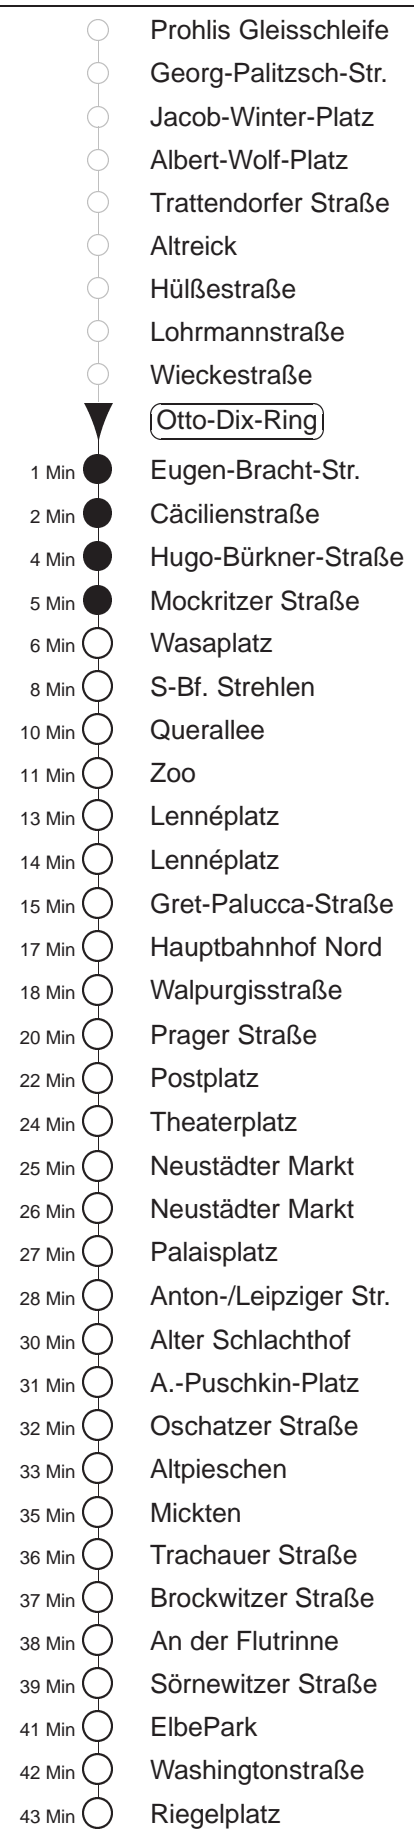 Prohlis Gleisschleife
Georg-Palitzsch-Str.
Jacob-Winter-Platz
Albert-Wolf-Platz
Trattendorfer Straße
Altreick
Hülßestraße
Lohrmannstraße
Wieckestraße
Otto-Dix-Ring
1 Min Eugen-Bracht-Str.
2 Min Cäcilienstraße
4 Min Hugo-Bürkner-Straße
5 Min Mockritzer Straße
6 Min Wasaplatz
8 Min S-Bf. Strehlen
10 Min Querallee
11 Min Zoo
13 Min Lennéplatz
14 Min Lennéplatz
15 Min Gret-Palucca-Straße
17 Min Hauptbahnhof Nord
18 Min Walpurgisstraße
20 Min Prager Straße
22 Min Postplatz
24 Min Theaterplatz
25 Min Neustädter Markt
26 Min Neustädter Markt
27 Min Palaisplatz
28 Min Anton-/Leipziger Str.
30 Min Alter Schlachthof
31 Min A.-Puschkin-Platz
32 Min Oschatzer Straße
33 Min Altpieschen
35 Min Mickten
36 Min Trachauer Straße
37 Min Brockwitzer Straße
38 Min An der Flutrinne
39 Min Sörnewitzer Straße
41 Min ElbePark
42 Min Washingtonstraße
43 Min Riegelplatz